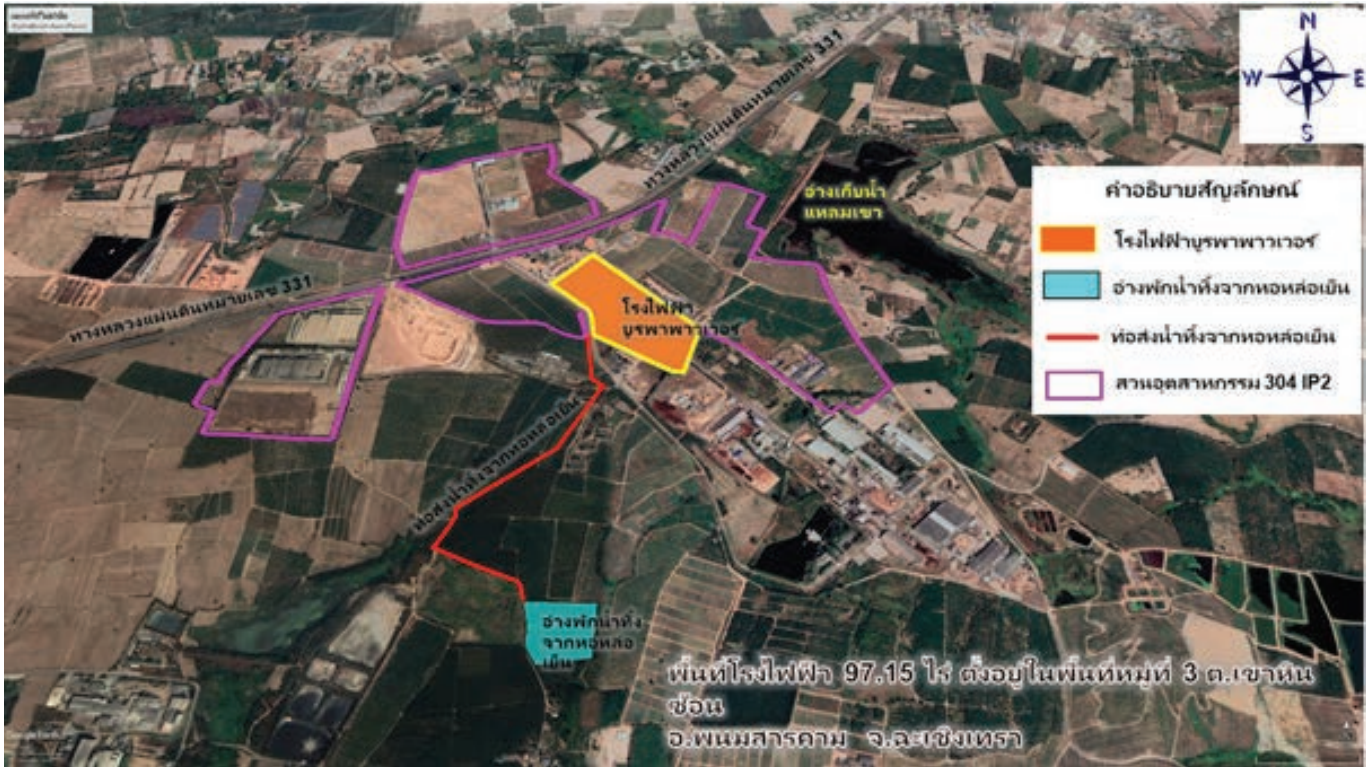 N
W E
S
ทางหลวงแผ่นดินหมายเลข 331
อ่างเก็บน้ำ
แหลมเขา
คำอธิบายสัญลักษณ์
โรงไฟฟ้าบูรพาพาวเวอร์
อ่างพักน้ำทิ้งจากหอหล่อเย็น
ท่อส่งน้ำทิ้งจากหอหล่อเย็น
สวนอุตสาหกรรม 304 IP2
ทางหลวงแผ่นดินหมายเลข 331
โรงไฟฟ้า
บูรพาพาวเวอร์
ท่อส่งน้ำทิ้งจากหอหล่อเย็น
อ่างพักน้ำทิ้ง
จากหอหล่อ
เย็น
พื้นที่โรงไฟฟ้า 97.15 ไร่ ตั้งอยู่ในพื้นที่หมู่ที่ 3 ต.เขาหิน
ซ้อน
อ.พนมสารคาม จ.ฉะเชิงเทรา